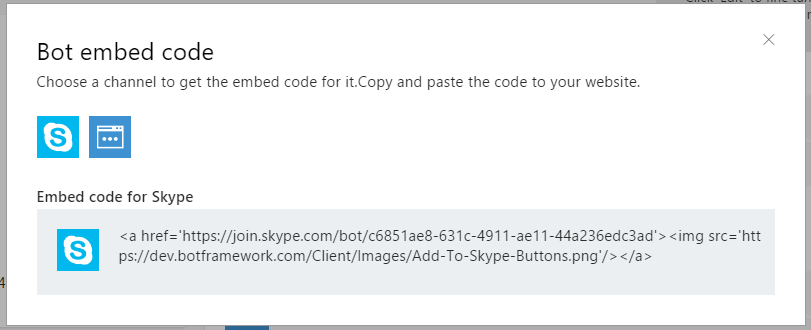 Bot embed code
Choose a channel to get the embed code for it.Copy and paste the code to your website.
Embed code for Skype
<a href='https://join.skype.com/bot/c6851ae8-631c-4911-ae11-44a236edc3ad'><img src='htt
ps://dev.botframework.com/Client/Images/Add-To-Skype-Buttons.png'/></a>
4